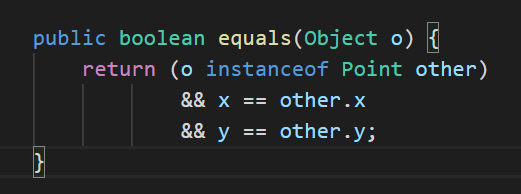 public boolean equals(Object o) {
    return (o instanceof Point other)
            && x == other.x
            && y == other.y;
}